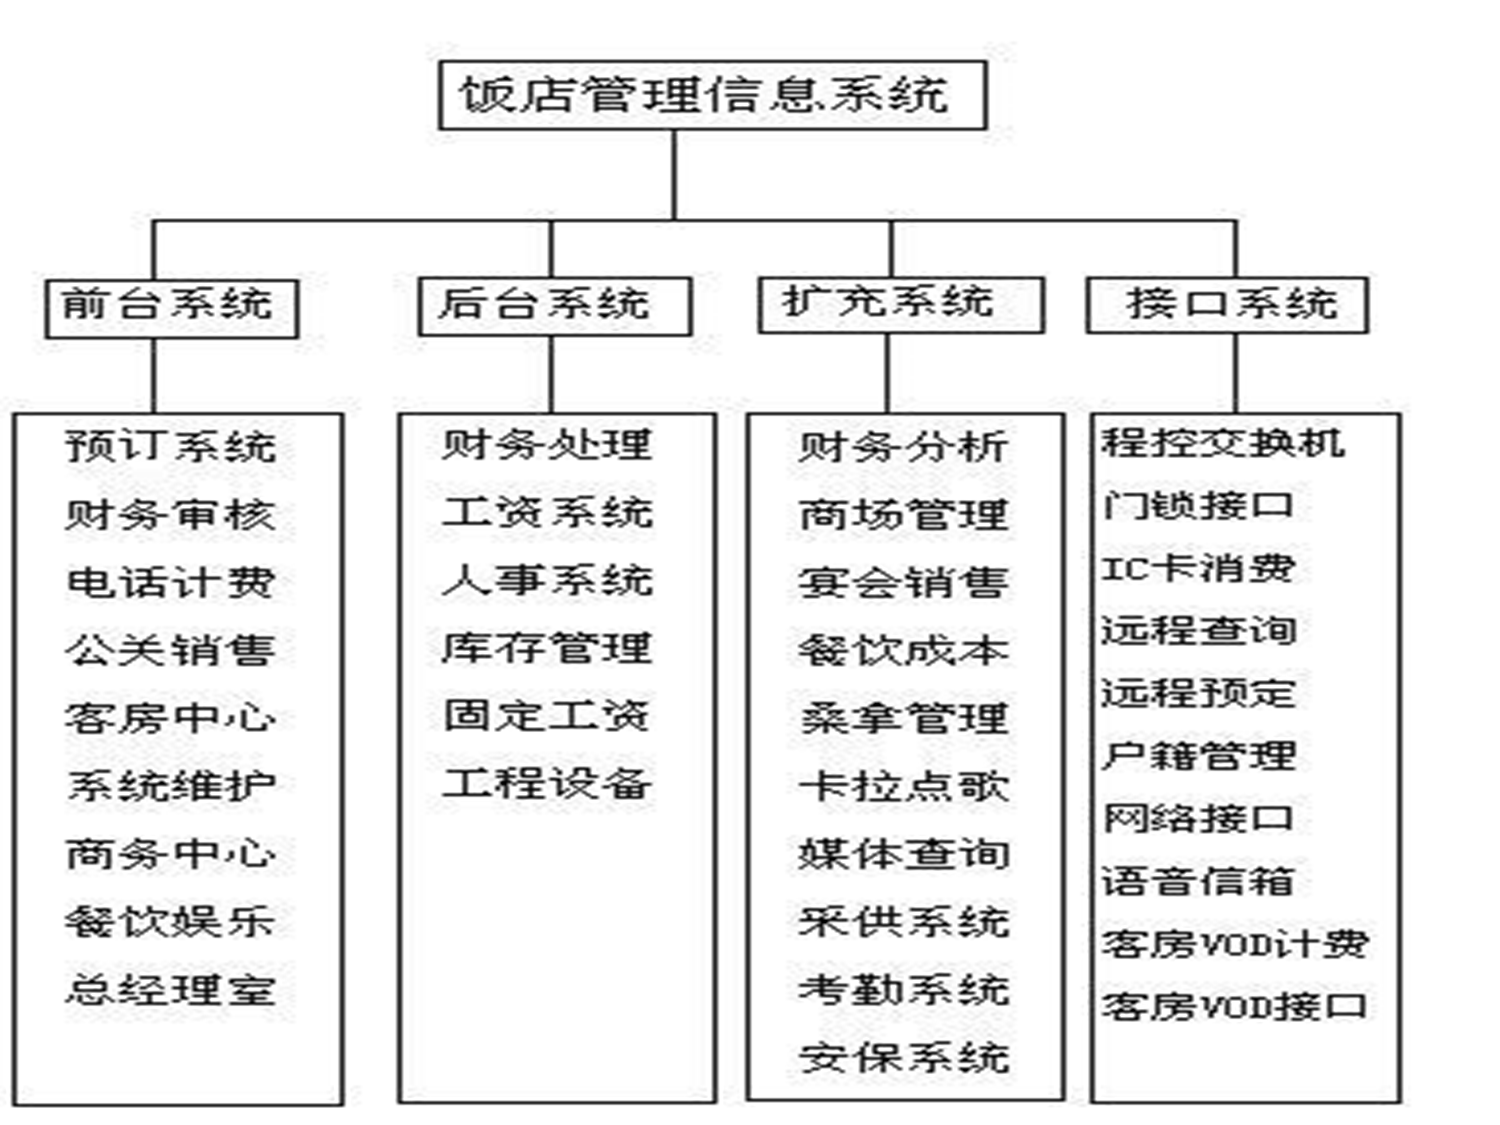 饭店管理信息系统
前台系统
后台系统
扩充系统
接口系统
预订系统
财务审核
电话计费
公关销售
客房中心
系统维护
商务中心
餐饮娱乐
总经理室
财务处理
工资系统
人事系统
库存管理
固定工资
工程设备
财务分析
商场管理
宴会销售
餐饮成本
桑拿管理
卡拉点歌
媒体查询
采供系统
考勤系统
安保系统
程控交换机
门锁接口
IC卡消费
远程查询
远程预定
户籍管理
网络接口
语音信箱
客房VOD计费
客房VOD接口